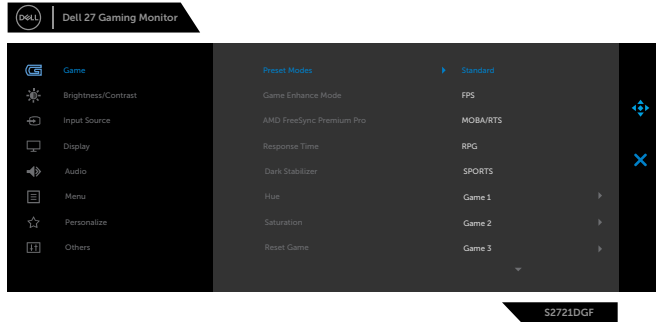 DELL
Dell 27 Gaming Monitor
Game
Preset Modes
Standard
Brightness/Contrast
Game Enhance Mode
FPS
Input Source
AMD FreeSync Premium Pro
MOBA/RTS
Display
Response Time
RPG
Audio
Dark Stabilizer
SPORTS
Menu
Hue
Game 1
Personalize
Saturation
Game 2
Others
Reset Game
Game 3
S2721DGF